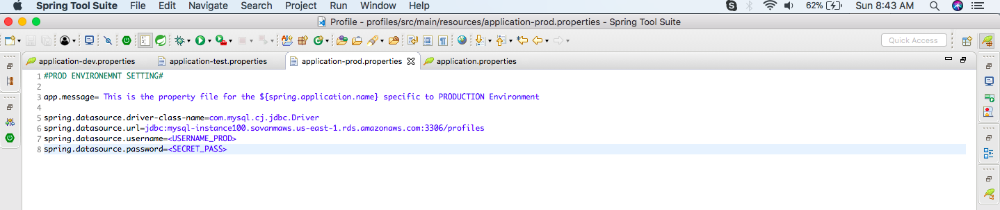 Spring Tool Suite File Edit Navigate Search Project Run Window Help 62% Sun 8:43 AM
Profile - profiles/src/main/resources/application-prod.properties - Spring Tool Suite
Quick Access
application-dev.properties application-test.properties application-prod.properties application.properties
1 #PROD ENVIRONEMNT SETTING#
2
3 app.message= This is the property file for the ${spring.application.name} specific to PRODUCTION Environment
4
5 spring.datasource.driver-class-name=com.mysql.cj.jdbc.Driver
6 spring.datasource.url=jdbc:mysql-instance100.sovanmaws.us-east-1.rds.amazonaws.com:3306/profiles
7 spring.datasource.username=<USERNAME_PROD>
8 spring.datasource.password=<SECRET_PASS>